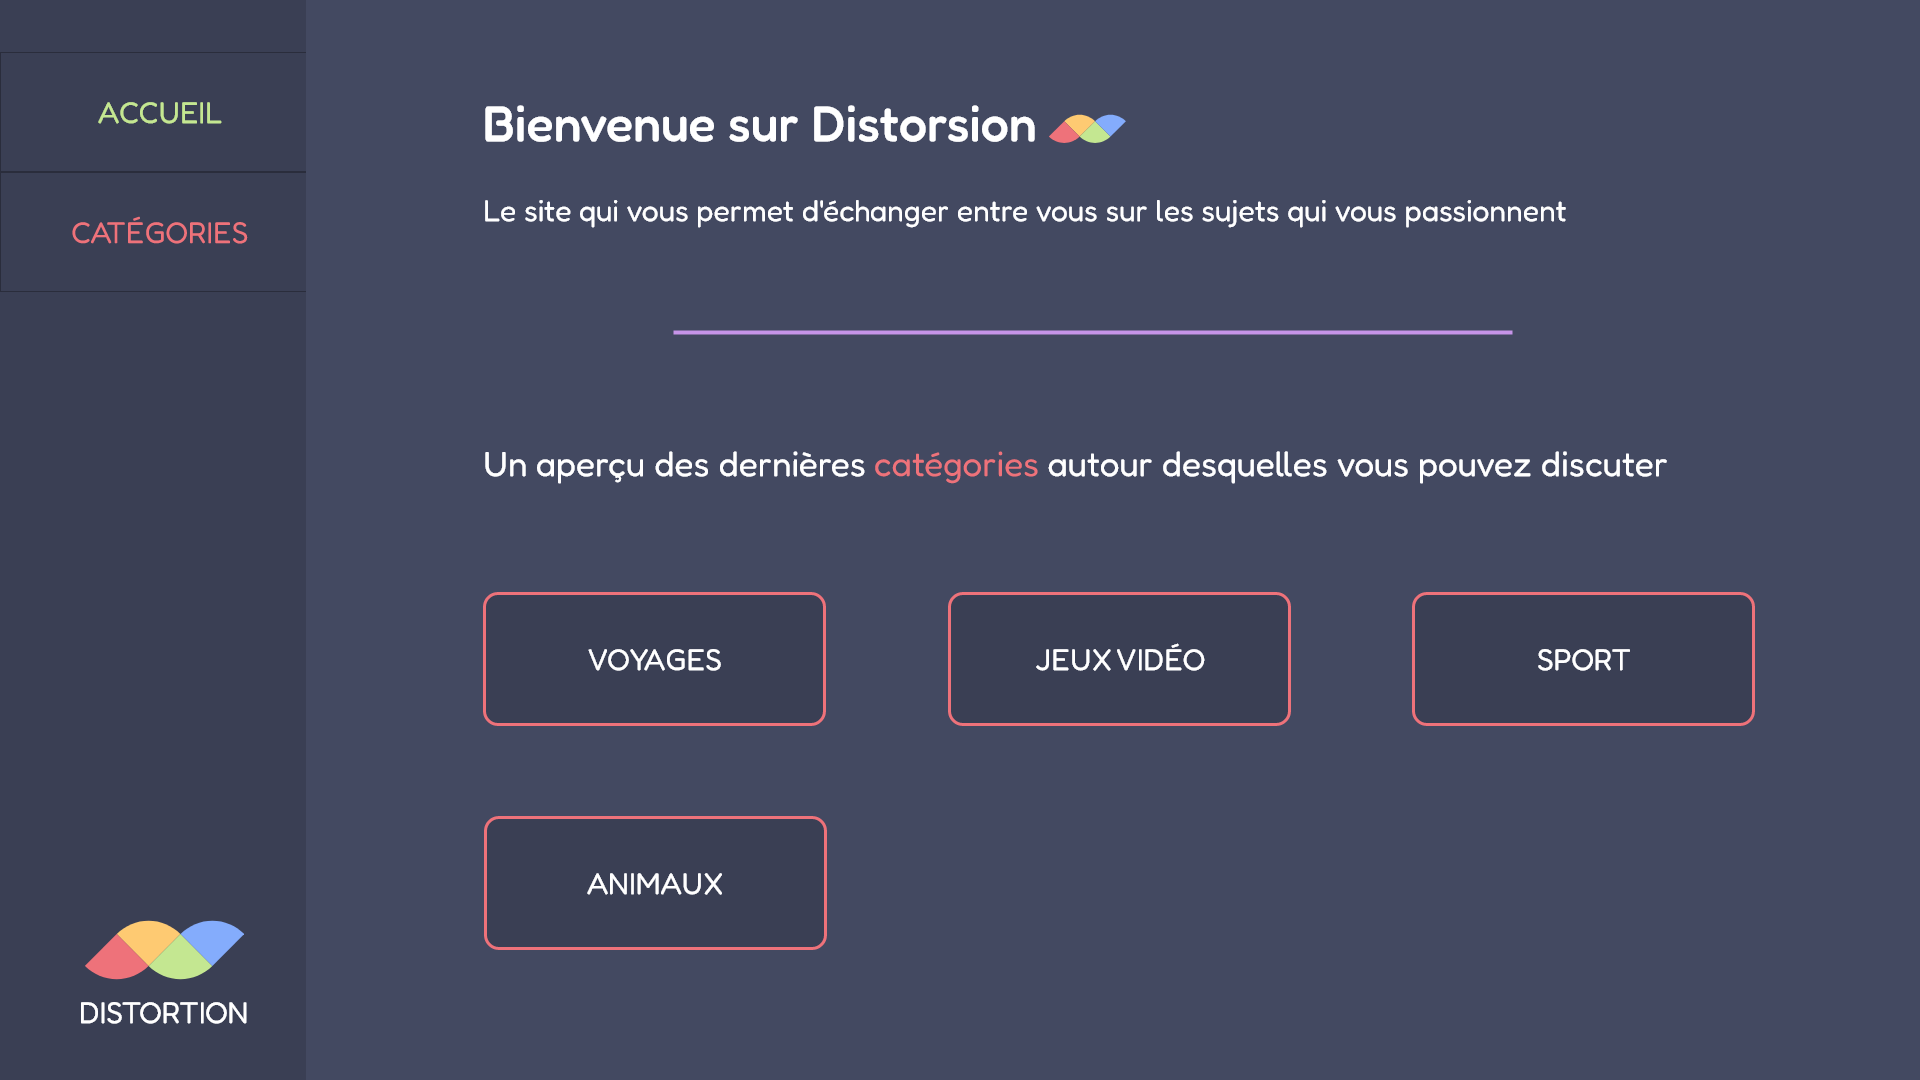 ACCUEIL
CATÉGORIES
Bienvenue sur Distorsion
Le site qui vous permet d'échanger entre vous sur les sujets qui vous passionnent
Un aperçu des dernières catégories autour desquelles vous pouvez discuter
VOYAGES
JEUX VIDÉO
SPORT
ANIMAUX
DISTORTION